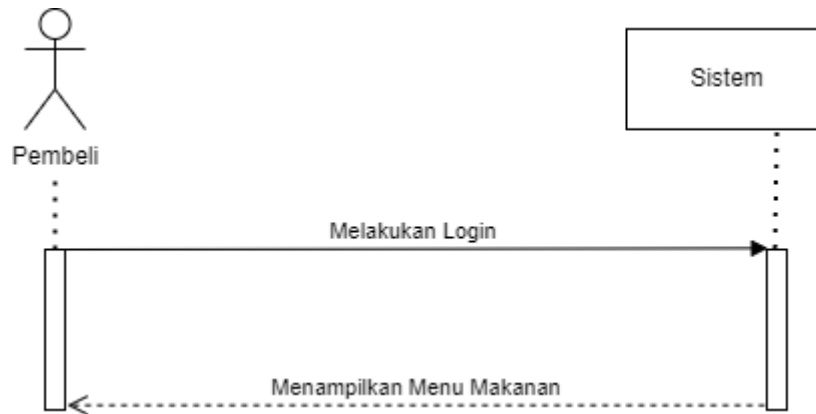 Sistem
Pembeli
Melakukan Login
Menampilkan Menu Makanan